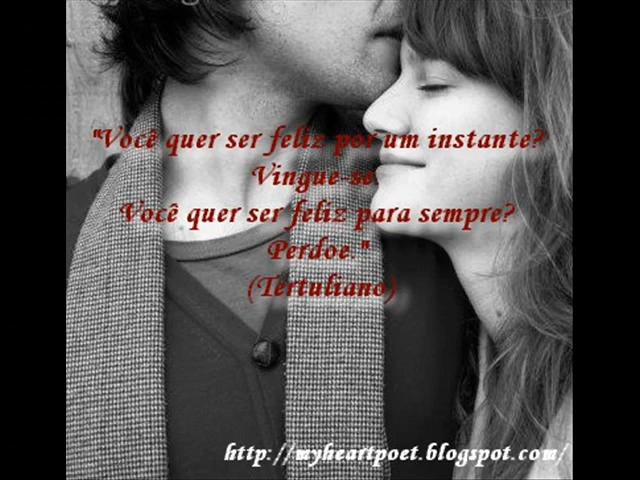 "Você quer ser feliz por um instante?
Vingue-se.
Você quer ser feliz para sempre?
Perdoe."
(Tertuliano)
http://myheartpoet.blogspot.com/